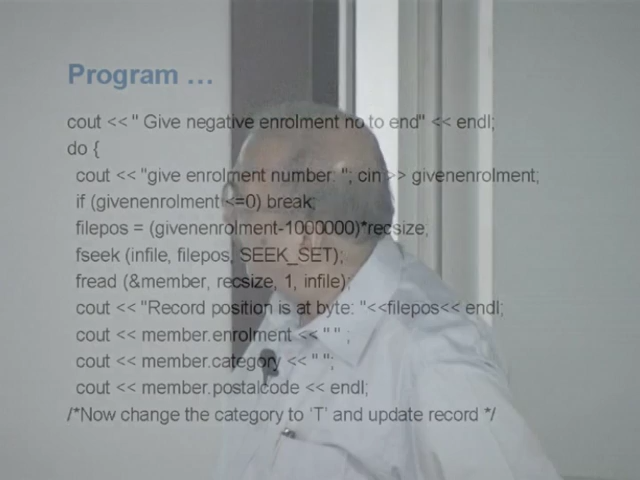 Program ...
cout << " Give negative enrolment no to end" << endl;
do {
cout << "give enrolment number: "; cin >> givenenrolment;
if (givenenrolment <=0) break;
filepos = (givenenrolment-1000000)*recsize;
fseek (infile, filepos, SEEK_SET);
fread (&member, recsize, 1, infile);
cout << "Record position is at byte: "<<filepos<< endl;
cout << member.enrolment << " " ;
cout << member.category << " ";
cout << member.postalcode << endl;
/*Now change the category to ‘T’ and update record */